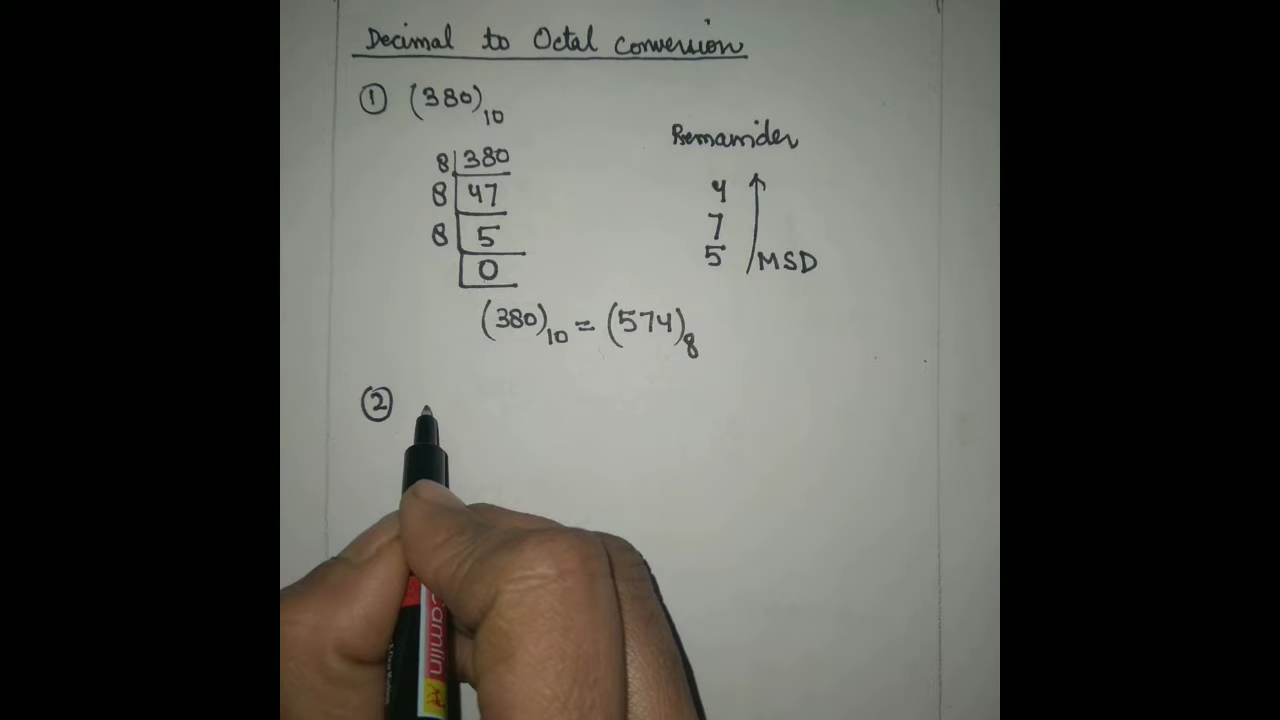 Decimal to Octal Conversion
① (380)10
Remainder
8 380
8 47 4
8 5 7
0 5 MSD
(380)10 = (574)8
②
camlin